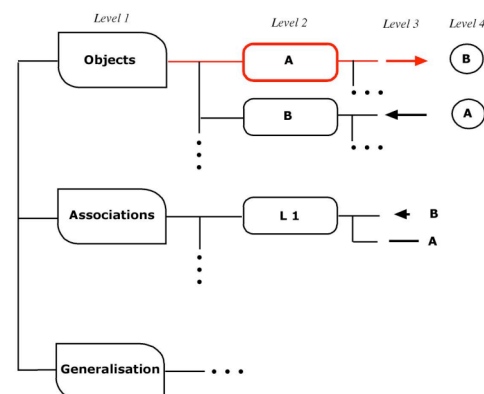 Level 1 Level 2 Level 3 Level 4
Objects A B
B A
Associations L 1 B
A
Generalisation